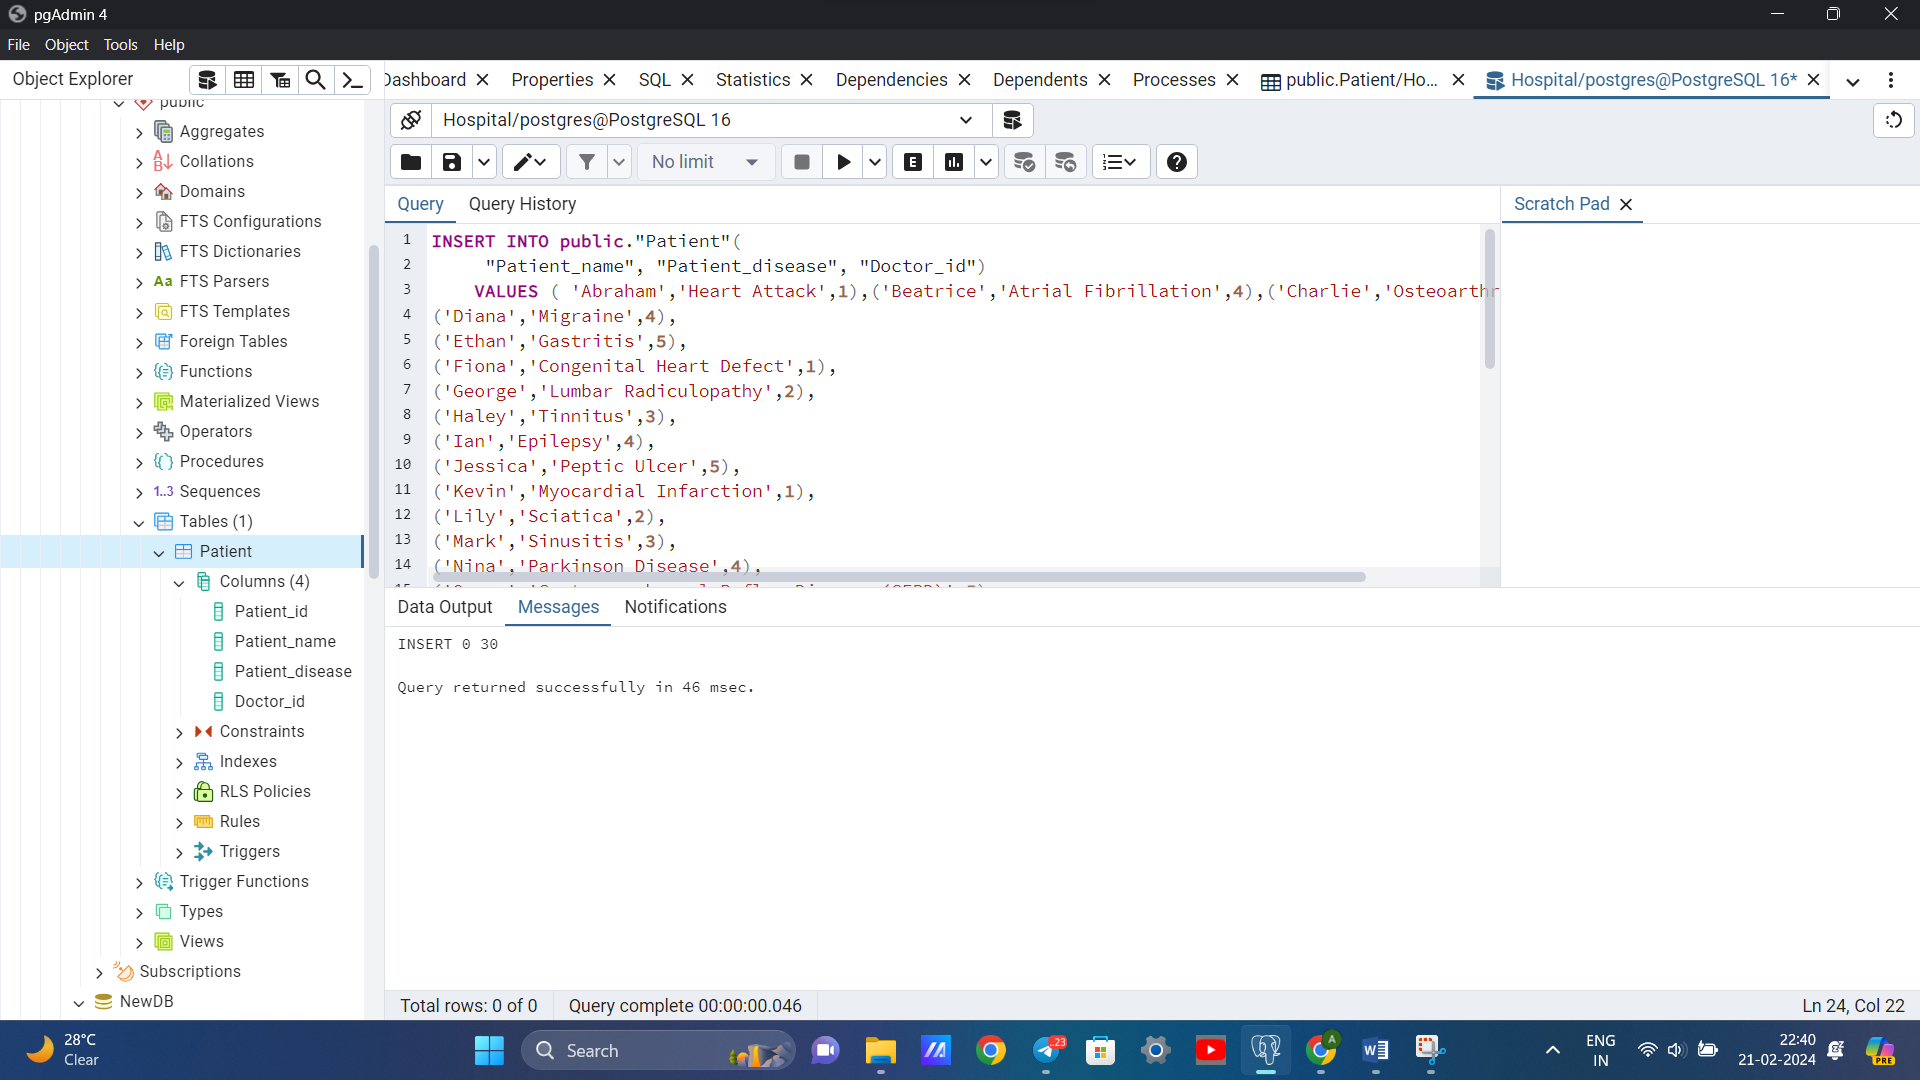 pgAdmin 4
File Object Tools Help
Object Explorer
Dashboard Properties SQL Statistics Dependencies Dependents Processes public.Patient/Ho... Hospital/postgres@PostgreSQL 16*
Hospital/postgres@PostgreSQL 16
No limit
E
Query Query History
Scratch Pad
1 INSERT INTO public."Patient"(
2 "Patient_name", "Patient_disease", "Doctor_id")
3 VALUES ( 'Abraham','Heart Attack',1),('Beatrice','Atrial Fibrillation',4),('Charlie','Osteoarthr
4 ('Diana','Migraine',4),
5 ('Ethan','Gastritis',5),
6 ('Fiona','Congenital Heart Defect',1),
7 ('George','Lumbar Radiculopathy',2),
8 ('Haley','Tinnitus',3),
9 ('Ian','Epilepsy',4),
10 ('Jessica','Peptic Ulcer',5),
11 ('Kevin','Myocardial Infarction',1),
12 ('Lily','Sciatica',2),
13 ('Mark','Sinusitis',3),
14 ('Nina','Parkinson Disease',4),
Data Output Messages Notifications
INSERT 0 30
Query returned successfully in 46 msec.
Total rows: 0 of 0
Query complete 00:00:00.046
Ln 24, Col 22
public
Aggregates
Collations
Domains
FTS Configurations
FTS Dictionaries
Aa FTS Parsers
FTS Templates
Foreign Tables
Functions
Materialized Views
Operators
Procedures
1..3 Sequences
Tables (1)
Patient
Columns (4)
Patient_id
Patient_name
Patient_disease
Doctor_id
Constraints
Indexes
RLS Policies
Rules
Triggers
Trigger Functions
Types
Views
Subscriptions
NewDB
28°C
Clear
Search
..23
A
ENG
IN
22:40
21-02-2024
PRE